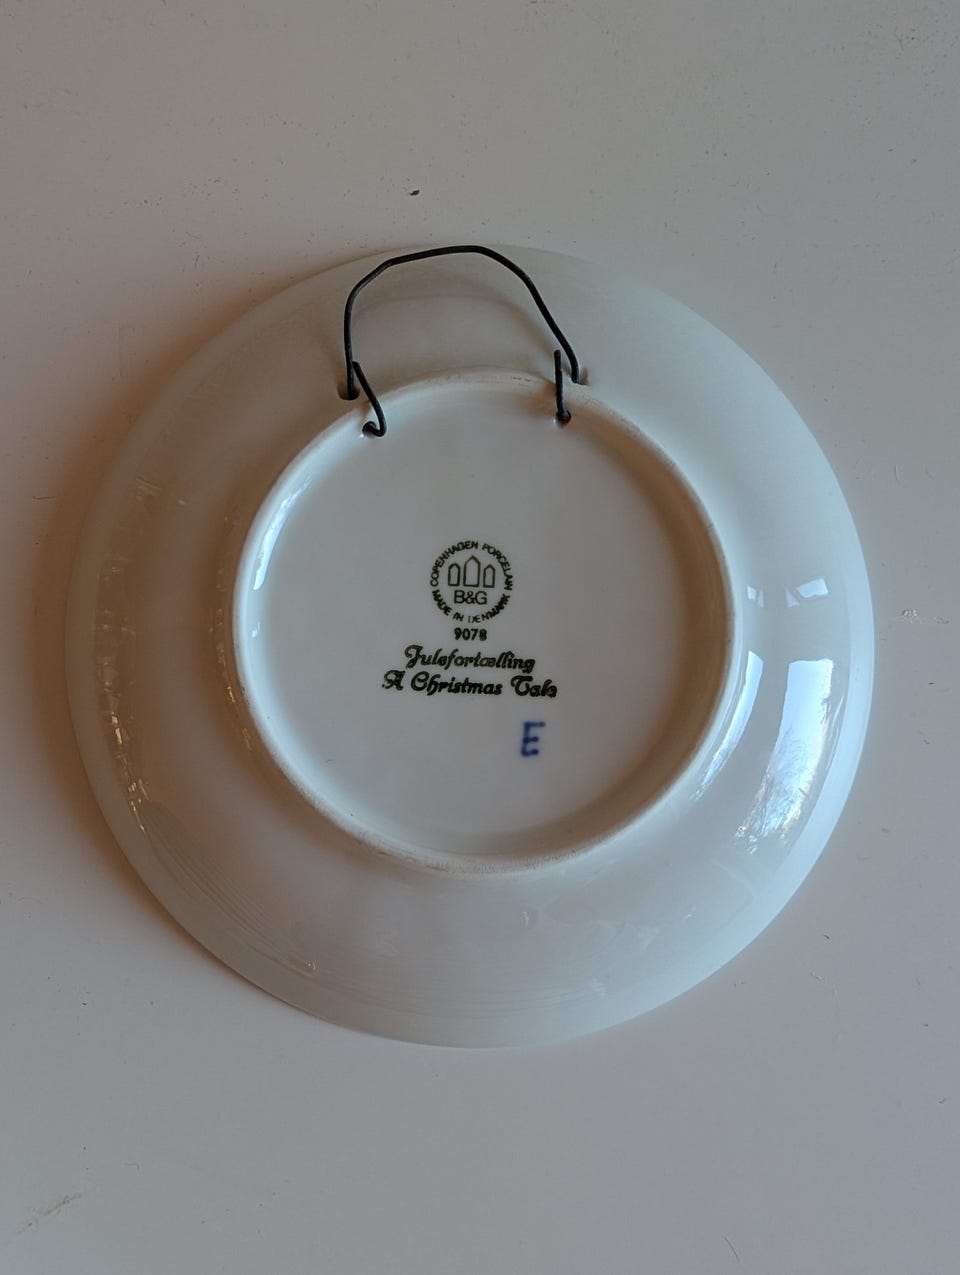 COPENHAGEN PORCELAIN
B&G
MADE IN DENMARK
9078
Julefortælling
A Christmas Tale
E